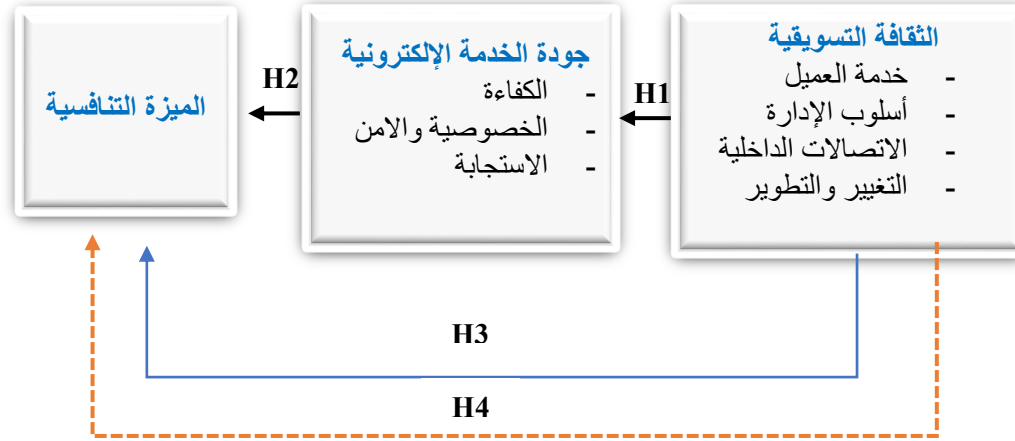 الثقافة التسويقية
- خدمة العميل
- أسلوب الإدارة
- الاتصالات الداخلية
- التغيير والتطوير
H1
جودة الخدمة الإلكترونية
- الكفاءة
- الخصوصية والامن
- الاستجابة
H2
الميزة التنافسية
H3
H4